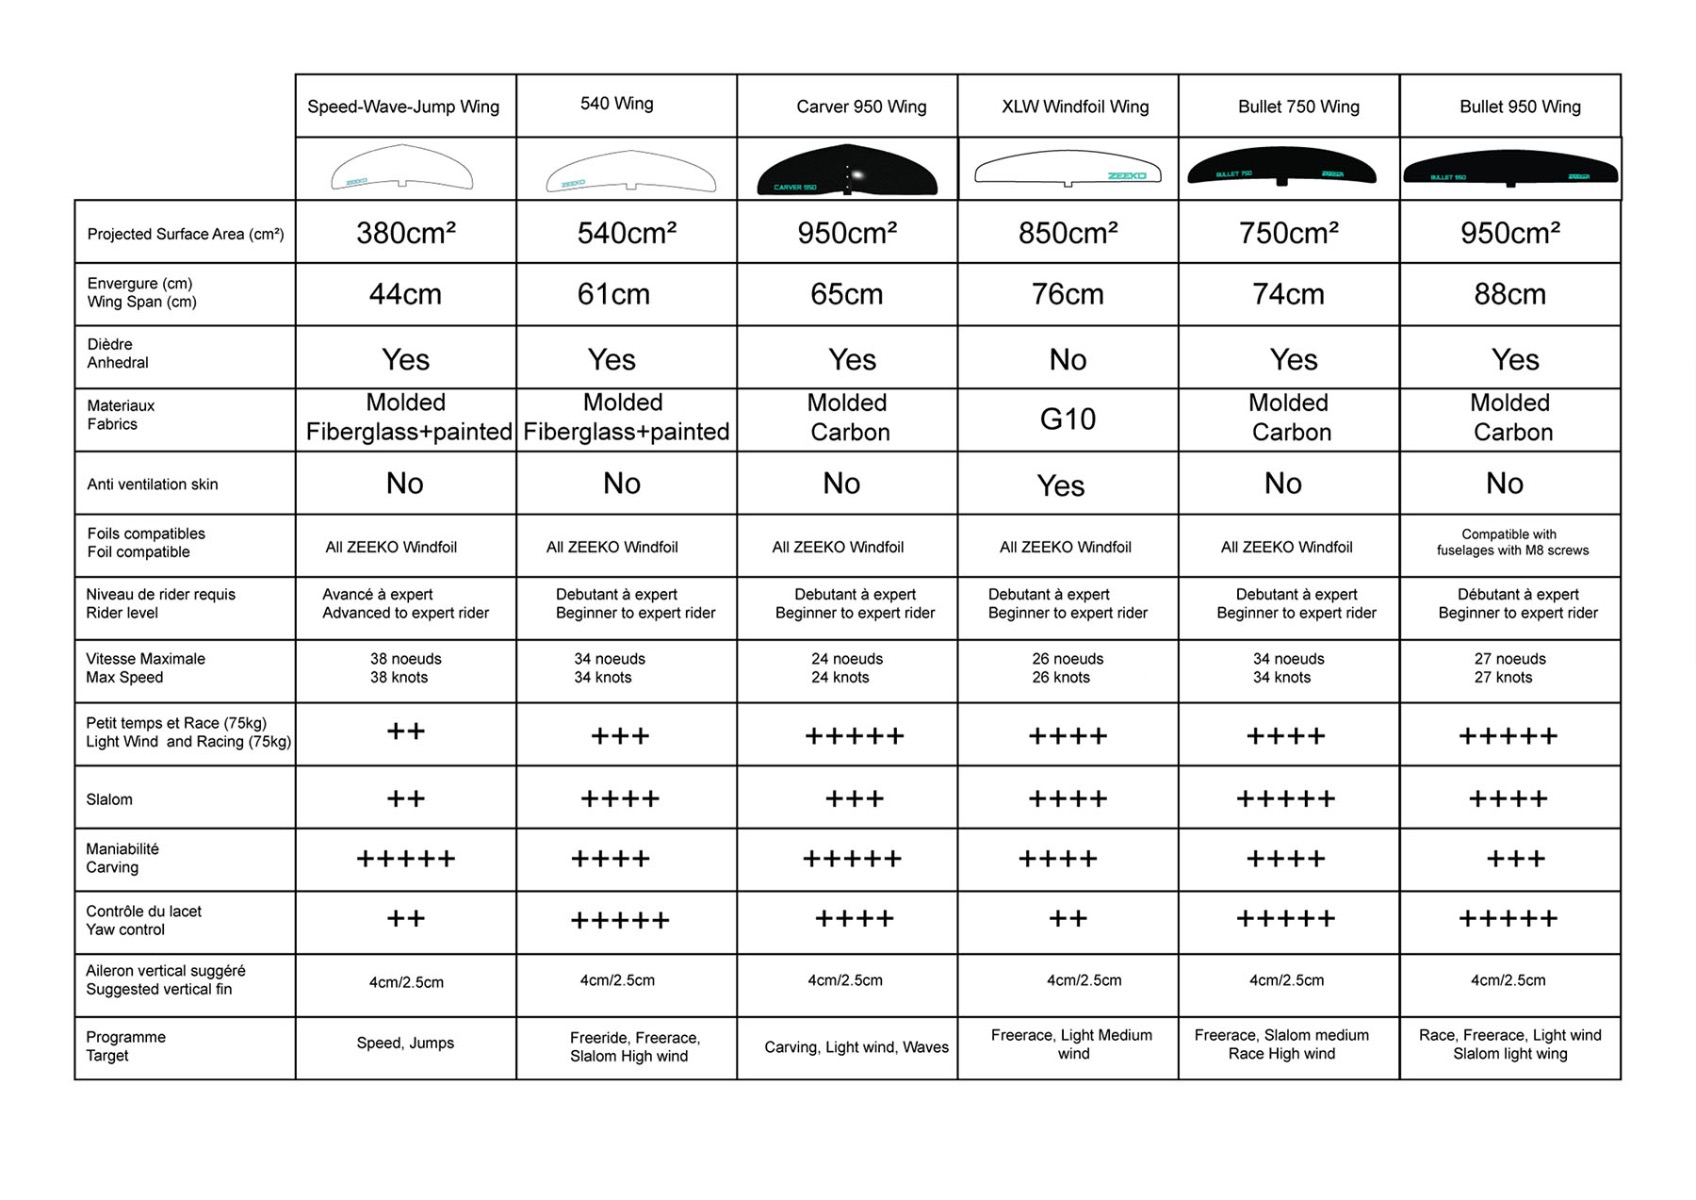 Speed-Wave-Jump Wing
540 Wing
Carver 950 Wing
XLW Windfoil Wing
Bullet 750 Wing
Bullet 950 Wing
ZEEKO
ZEEKO
CARVER 950
ZEEKO
BULLET 750
ZEEKO
BULLET 950
ZEEKO
Projected Surface Area (cm²)
380cm²
540cm²
950cm²
850cm²
750cm²
950cm²
Envergure (cm)
Wing Span (cm)
44cm
61cm
65cm
76cm
74cm
88cm
Dièdre
Anhedral
Yes
Yes
Yes
No
Yes
Yes
Materiaux
Fabrics
Molded
Fiberglass+painted
Molded
Fiberglass+painted
Molded
Carbon
G10
Molded
Carbon
Molded
Carbon
Anti ventilation skin
No
No
No
Yes
No
No
Foils compatibles
Foil compatible
All ZEEKO Windfoil
All ZEEKO Windfoil
All ZEEKO Windfoil
All ZEEKO Windfoil
All ZEEKO Windfoil
Compatible with
fuselages with M8 screws
Niveau de rider requis
Rider level
Avancé à expert
Advanced to expert rider
Debutant à expert
Beginner to expert rider
Debutant à expert
Beginner to expert rider
Debutant à expert
Beginner to expert rider
Debutant à expert
Beginner to expert rider
Débutant à expert
Beginner to expert rider
Vitesse Maximale
Max Speed
38 noeuds
38 knots
34 noeuds
34 knots
24 noeuds
24 knots
26 noeuds
26 knots
34 noeuds
34 knots
27 noeuds
27 knots
Petit temps et Race (75kg)
Light Wind and Racing (75kg)
++
+++
+++++
++++
++++
+++++
Slalom
++
++++
+++
++++
+++++
++++
Maniabilité
Carving
+++++
++++
+++++
++++
++++
+++
Contrôle du lacet
Yaw control
++
+++++
++++
++
+++++
+++++
Aileron vertical suggéré
Suggested vertical fin
4cm/2.5cm
4cm/2.5cm
4cm/2.5cm
4cm/2.5cm
4cm/2.5cm
4cm/2.5cm
Programme
Target
Speed, Jumps
Freeride, Freerace,
Slalom High wind
Carving, Light wind, Waves
Freerace, Light Medium
wind
Freerace, Slalom medium
Race High wind
Race, Freerace, Light wind
Slalom light wing